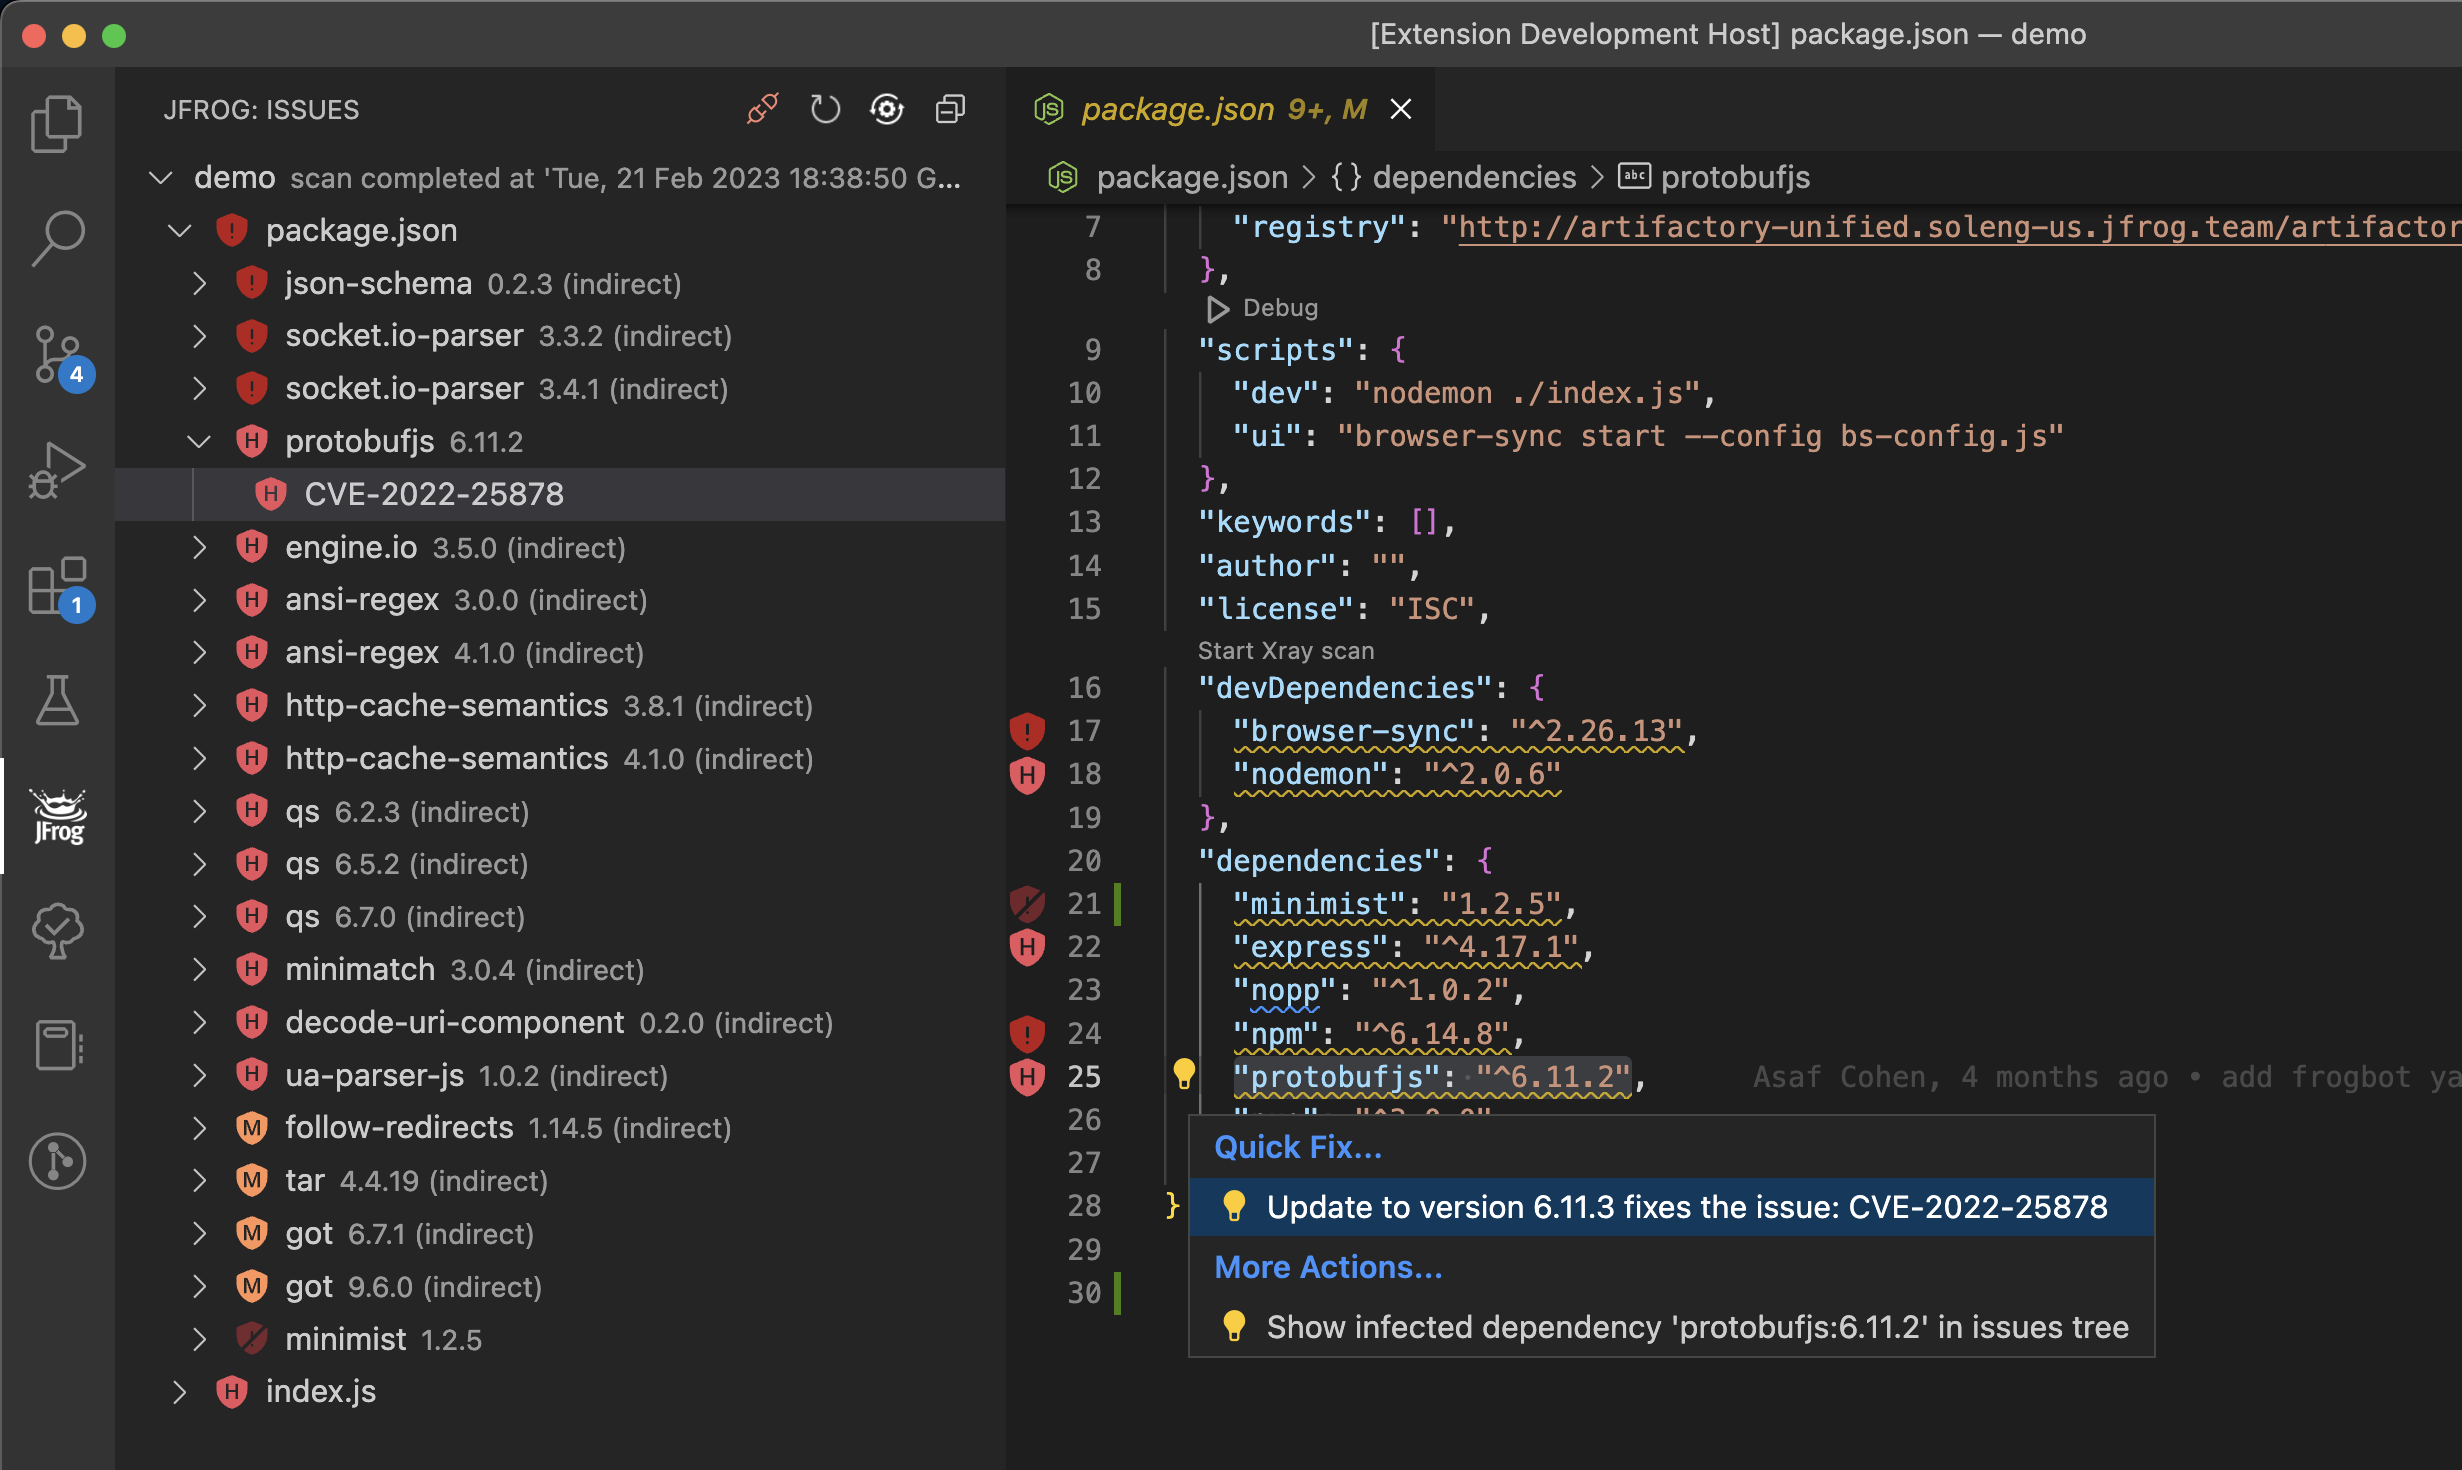 [Extension Development Host] package.json — demo
JFROG: ISSUES
demo scan completed at 'Tue, 21 Feb 2023 18:38:50 G...
package.json
json-schema 0.2.3 (indirect)
socket.io-parser 3.3.2 (indirect)
socket.io-parser 3.4.1 (indirect)
protobufjs 6.11.2
H CVE-2022-25878
H engine.io 3.5.0 (indirect)
H ansi-regex 3.0.0 (indirect)
H ansi-regex 4.1.0 (indirect)
H http-cache-semantics 3.8.1 (indirect)
H http-cache-semantics 4.1.0 (indirect)
H qs 6.2.3 (indirect)
H qs 6.5.2 (indirect)
H qs 6.7.0 (indirect)
H minimatch 3.0.4 (indirect)
H decode-uri-component 0.2.0 (indirect)
H ua-parser-js 1.0.2 (indirect)
M follow-redirects 1.14.5 (indirect)
M tar 4.4.19 (indirect)
M got 6.7.1 (indirect)
M got 9.6.0 (indirect)
minimist 1.2.5
H index.js
4
1
JFrog
package.json 9+, M
package.json > {} dependencies > abc protobufjs
7 "registry": "http://artifactory-unified.soleng-us.jfrog.team/artifactor
8 },
Debug
9 "scripts": {
10 "dev": "nodemon ./index.js",
11 "ui": "browser-sync start --config bs-config.js"
12 },
13 "keywords": [],
14 "author": "",
15 "license": "ISC",
Start Xray scan
16 "devDependencies": {
17 "browser-sync": "^2.26.13",
18 "nodemon": "^2.0.6"
19 },
20 "dependencies": {
21 "minimist": "1.2.5",
22 "express": "^4.17.1",
23 "nopp": "^1.0.2",
24 "npm": "^6.14.8",
25 "protobufjs": "^6.11.2", Asaf Cohen, 4 months ago • add frogbot ya
26
27
28 }
29
30
Quick Fix...
Update to version 6.11.3 fixes the issue: CVE-2022-25878
More Actions...
Show infected dependency 'protobufjs:6.11.2' in issues tree